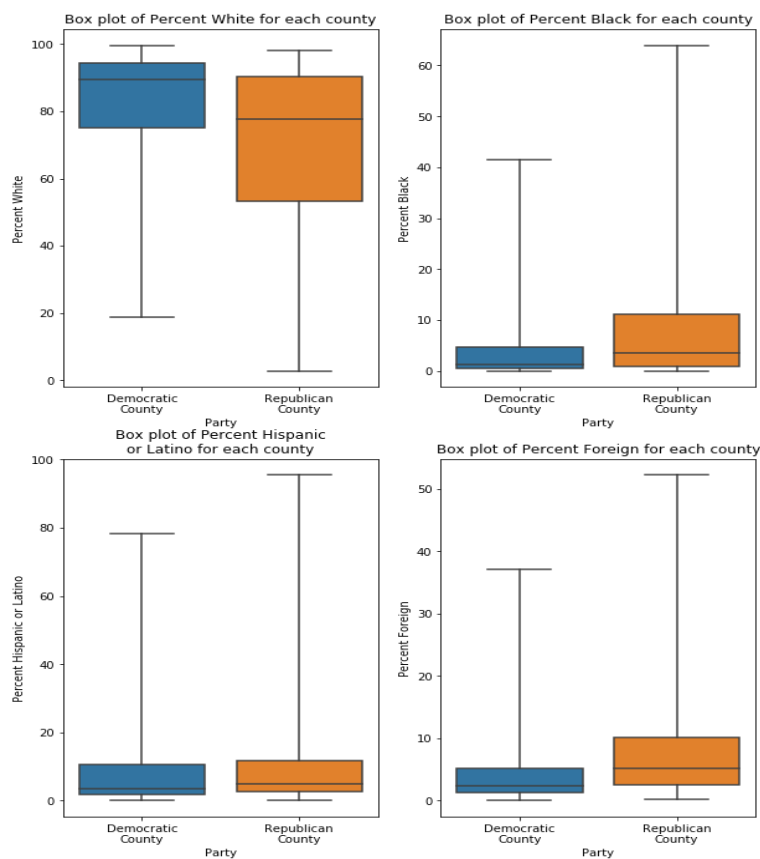 Box plot of Percent White for each county
Percent White
100
80
60
40
20
0
Democratic
County
Republican
County
Party
Box plot of Percent Black for each county
Percent Black
60
50
40
30
20
10
0
Democratic
County
Republican
County
Party
Box plot of Percent Hispanic
or Latino for each county
Percent Hispanic or Latino
100
80
60
40
20
0
Democratic
County
Republican
County
Party
Box plot of Percent Foreign for each county
Percent Foreign
50
40
30
20
10
0
Democratic
County
Republican
County
Party